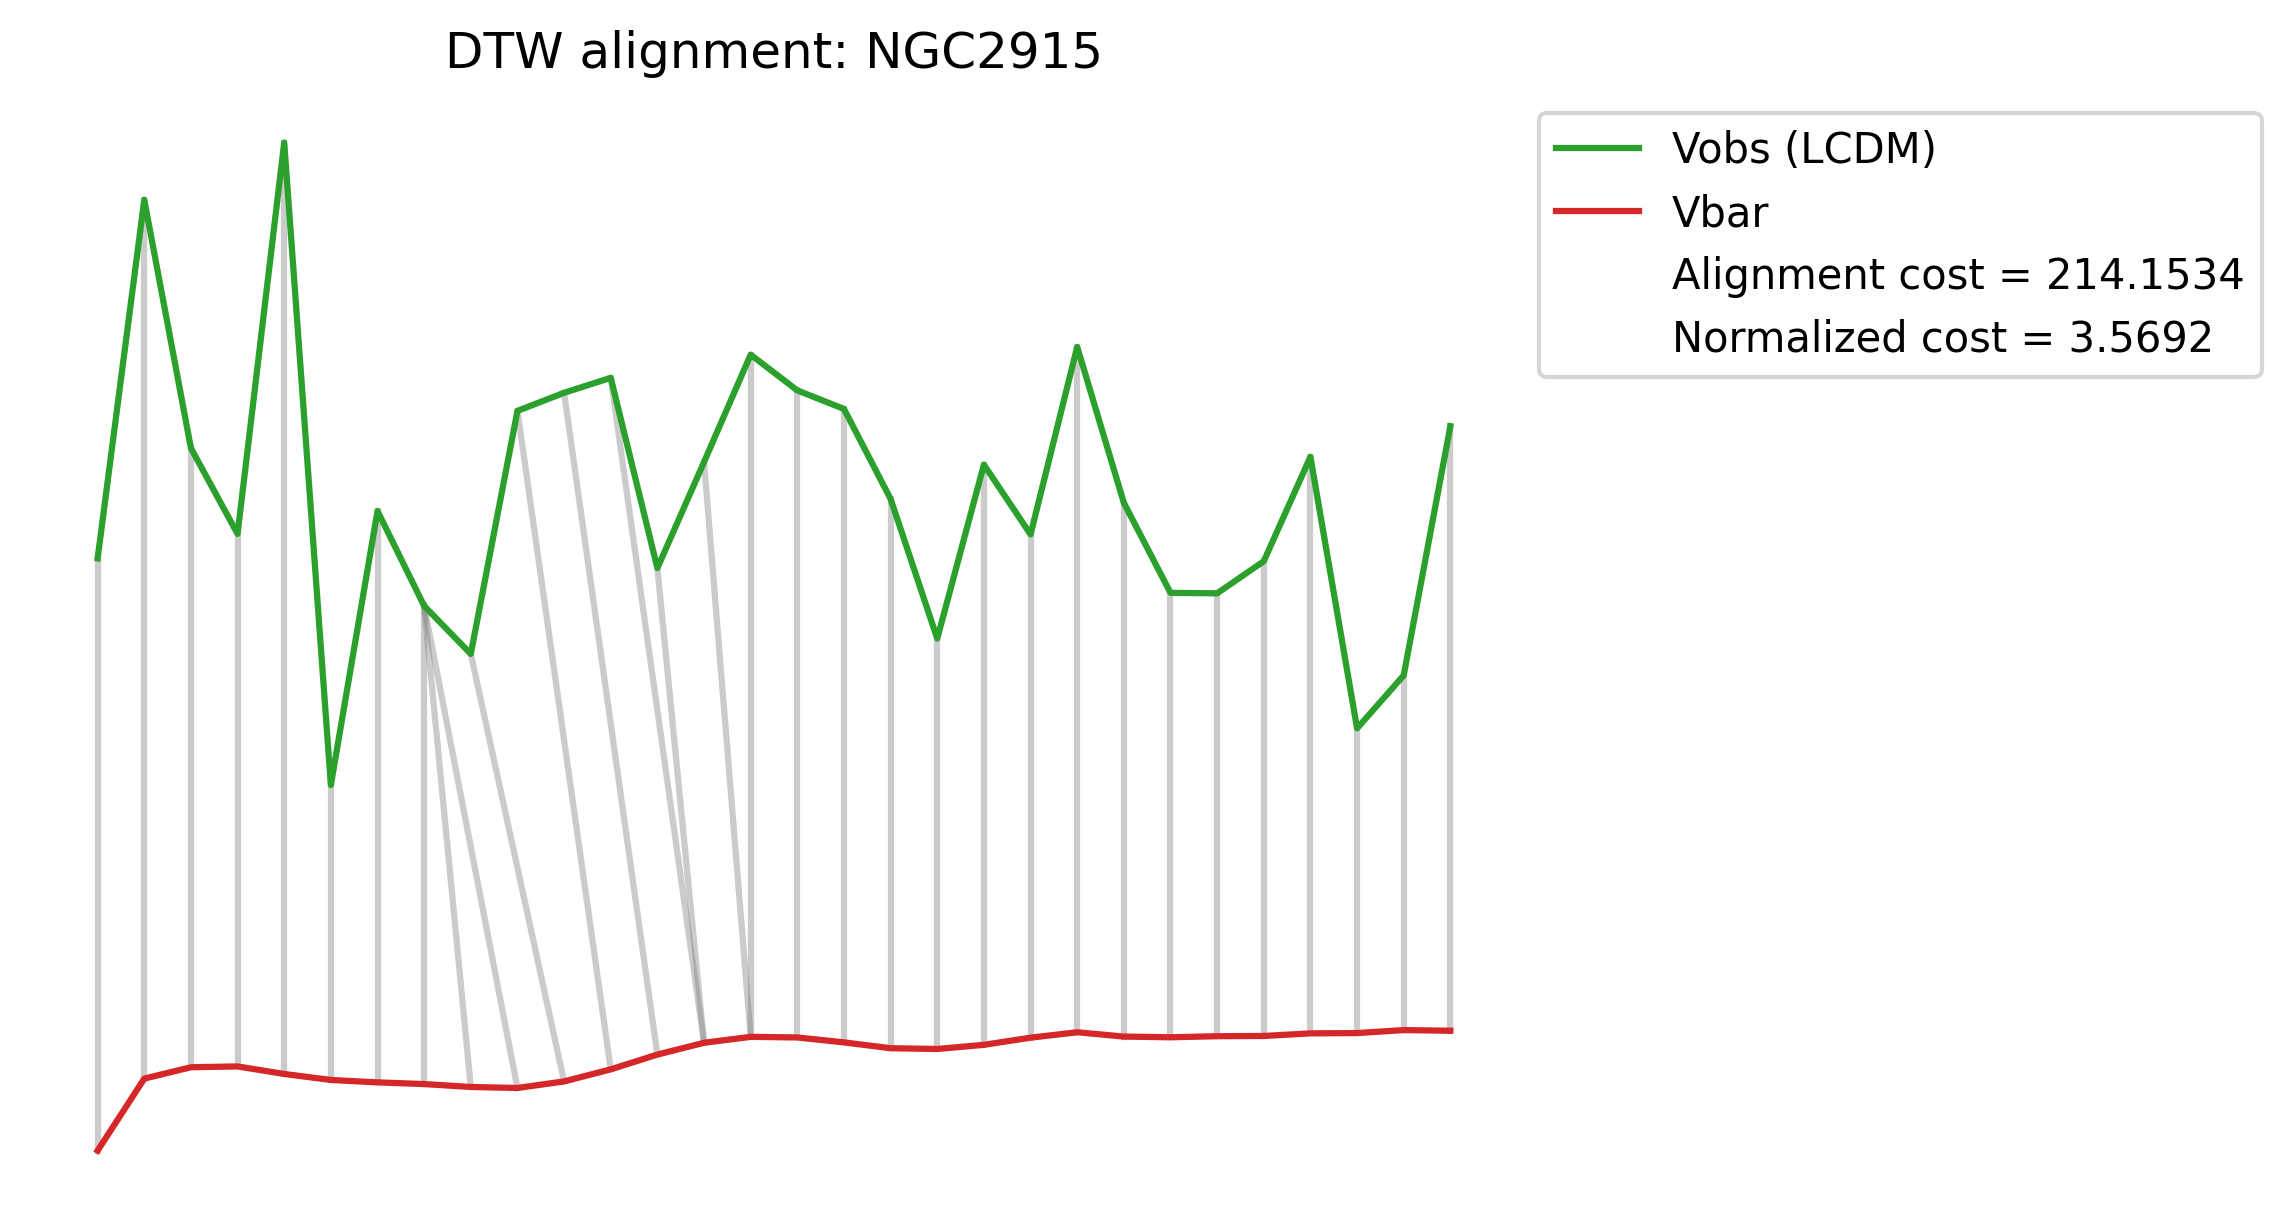 DTW alignment: NGC2915
Vobs (LCDM)
Vbar
Alignment cost = 214.1534
Normalized cost = 3.5692